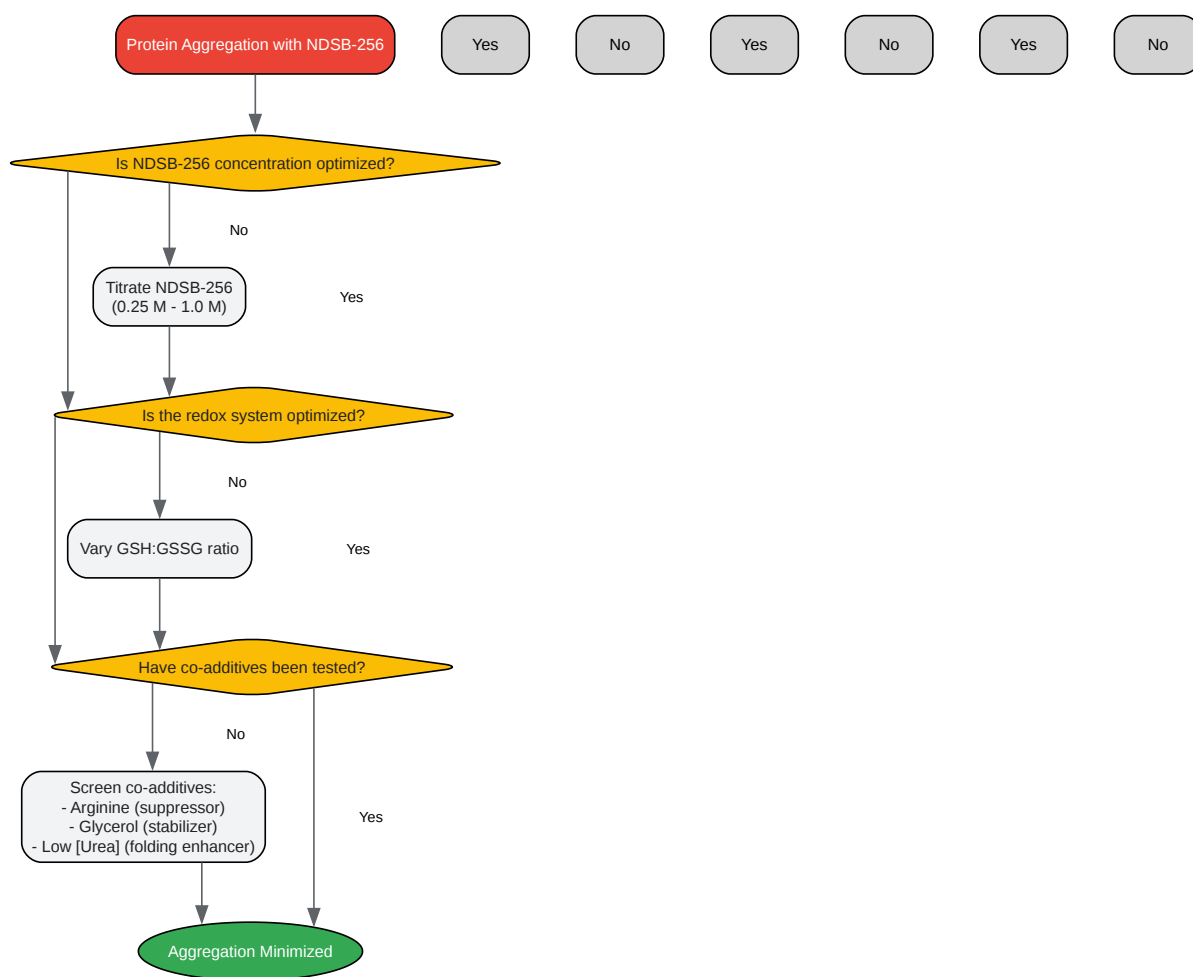 Protein Aggregation with NDSB-256
Yes
No
Yes
No
Yes
No
Is NDSB-256 concentration optimized?
No
Titrate NDSB-256
(0.25 M - 1.0 M)
Yes
Is the redox system optimized?
No
Vary GSH:GSSG ratio
Yes
Have co-additives been tested?
No
Screen co-additives:
- Arginine (suppressor)
- Glycerol (stabilizer)
- Low [Urea] (folding enhancer)
Yes
Aggregation Minimized